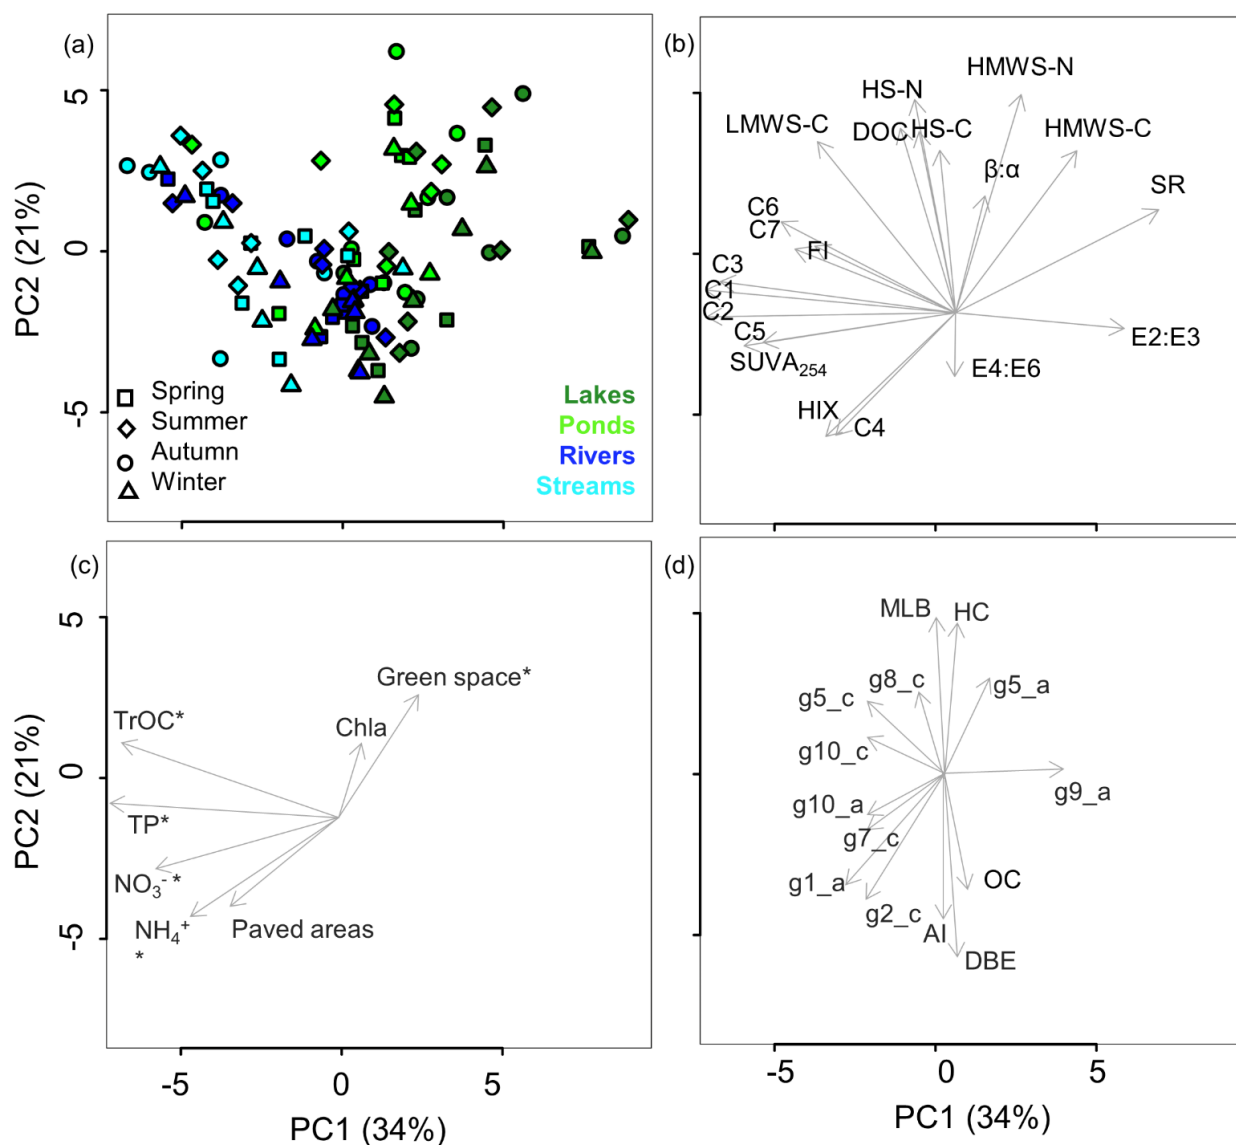 (a)
5
0
-5
PC2 (21%)
Spring
Summer
Autumn
Winter
Lakes
Ponds
Rivers
Streams
(b)
HMWS-N
HS-N
LMWS-C
DOC
HS-C
HMWS-C
β:α
SR
C6
C7
FI
C3
C1
C2
C5
SUVA254
E2:E3
E4:E6
HIX
C4
(c)
5
0
-5
PC2 (21%)
Green space*
TrOC*
Chla
TP*
NO3- *
NH4+
*
Paved areas
-5
0
5
PC1 (34%)
(d)
MLB
HC
g8_c
g5_a
g5_c
g10_c
g9_a
g10_a
g7_c
g1_a
OC
g2_c
AI
DBE
-5
0
5
PC1 (34%)